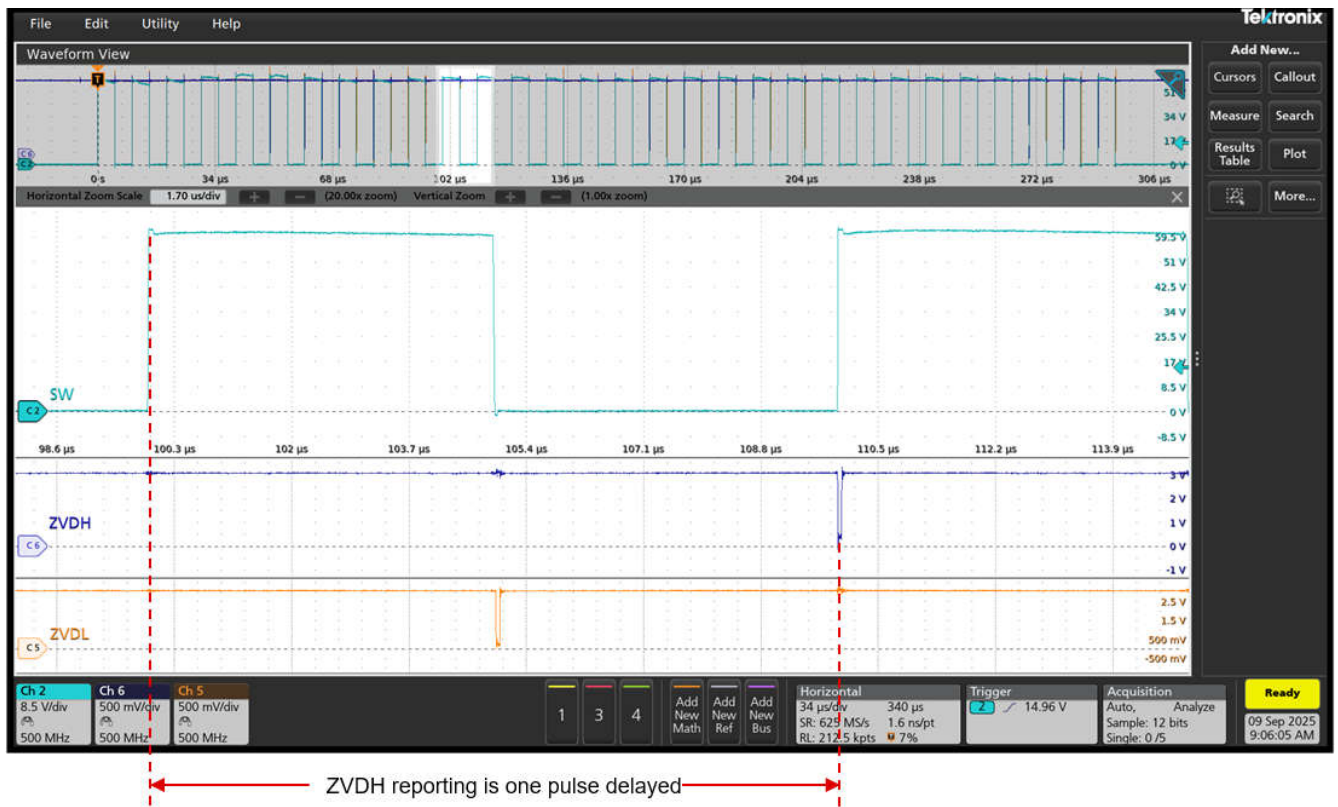 Tektronix
File Edit Utility Help
Waveform View
Add New...
Cursors Callout
Measure Search
Results Table Plot
More...
T
51
34 V
17
0 V
C6
C2
0 s 34 µs 68 µs 102 µs 136 µs 170 µs 204 µs 238 µs 272 µs 306 µs
Horizontal Zoom Scale 1.70 us/div + − (20.00x zoom) Vertical Zoom + − (1.00x zoom)
59.5 V
51 V
42.5 V
34 V
25.5 V
17 V
8.5 V
0 V
-8.5 V
SW
C2
98.6 µs 100.3 µs 102 µs 103.7 µs 105.4 µs 107.1 µs 108.8 µs 110.5 µs 112.2 µs 113.9 µs
3 V
2 V
1 V
0 V
-1 V
ZVDH
C6
2.5 V
1.5 V
500 mV
-500 mV
ZVDL
C5
Ch 2
8.5 V/div
500 MHz
Ch 6
500 mV/div
500 MHz
Ch 5
500 mV/div
500 MHz
1 3 4
Add New Math
Add New Ref
Add New Bus
Horizontal
34 µs/div 340 µs
SR: 625 MS/s 1.6 ns/pt
RL: 212.5 kpts 7%
Trigger
2 14.96 V
Acquisition
Auto, Analyze
Sample: 12 bits
Single: 0 /5
Ready
09 Sep 2025
9:06:05 AM
ZVDH reporting is one pulse delayed